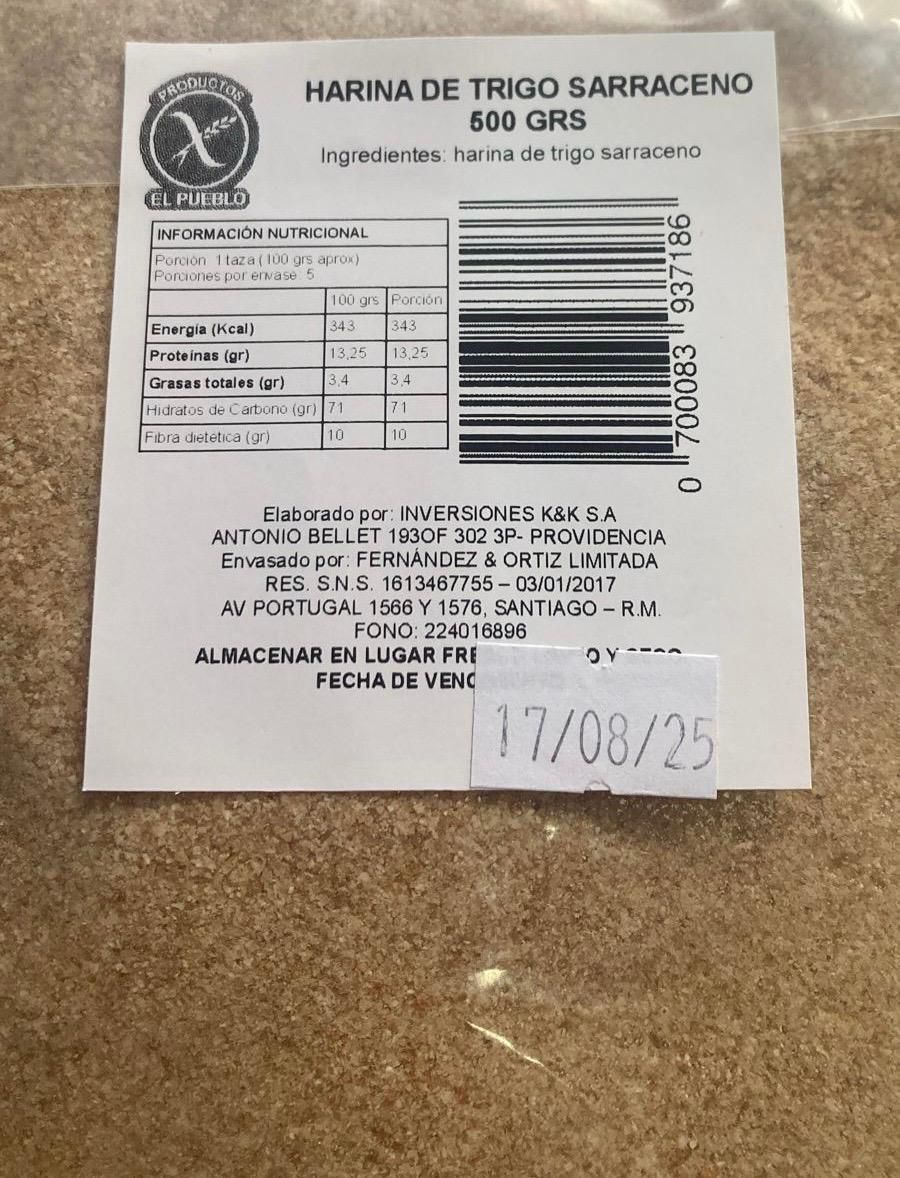 PRODUCTOS
EL PUEBLO
HARINA DE TRIGO SARRACENO
500 GRS
Ingredientes: harina de trigo sarraceno
INFORMACIÓN NUTRICIONAL
Porción 1 taza (100 grs aprox)
Porciones por envase: 5
100 grs Porción
Energía (Kcal) 343 343
Proteínas (gr) 13,25 13,25
Grasas totales (gr) 3,4 3,4
Hidratos de Carbono (gr) 71 71
Fibra dietética (gr) 10 10
0 700083 937186
Elaborado por: INVERSIONES K&K S.A
ANTONIO BELLET 193OF 302 3P- PROVIDENCIA
Envasado por: FERNÁNDEZ & ORTIZ LIMITADA
RES. S.N.S. 1613467755 – 03/01/2017
AV PORTUGAL 1566 Y 1576, SANTIAGO – R.M.
FONO: 224016896
ALMACENAR EN LUGAR
FECHA DE
17/08/25